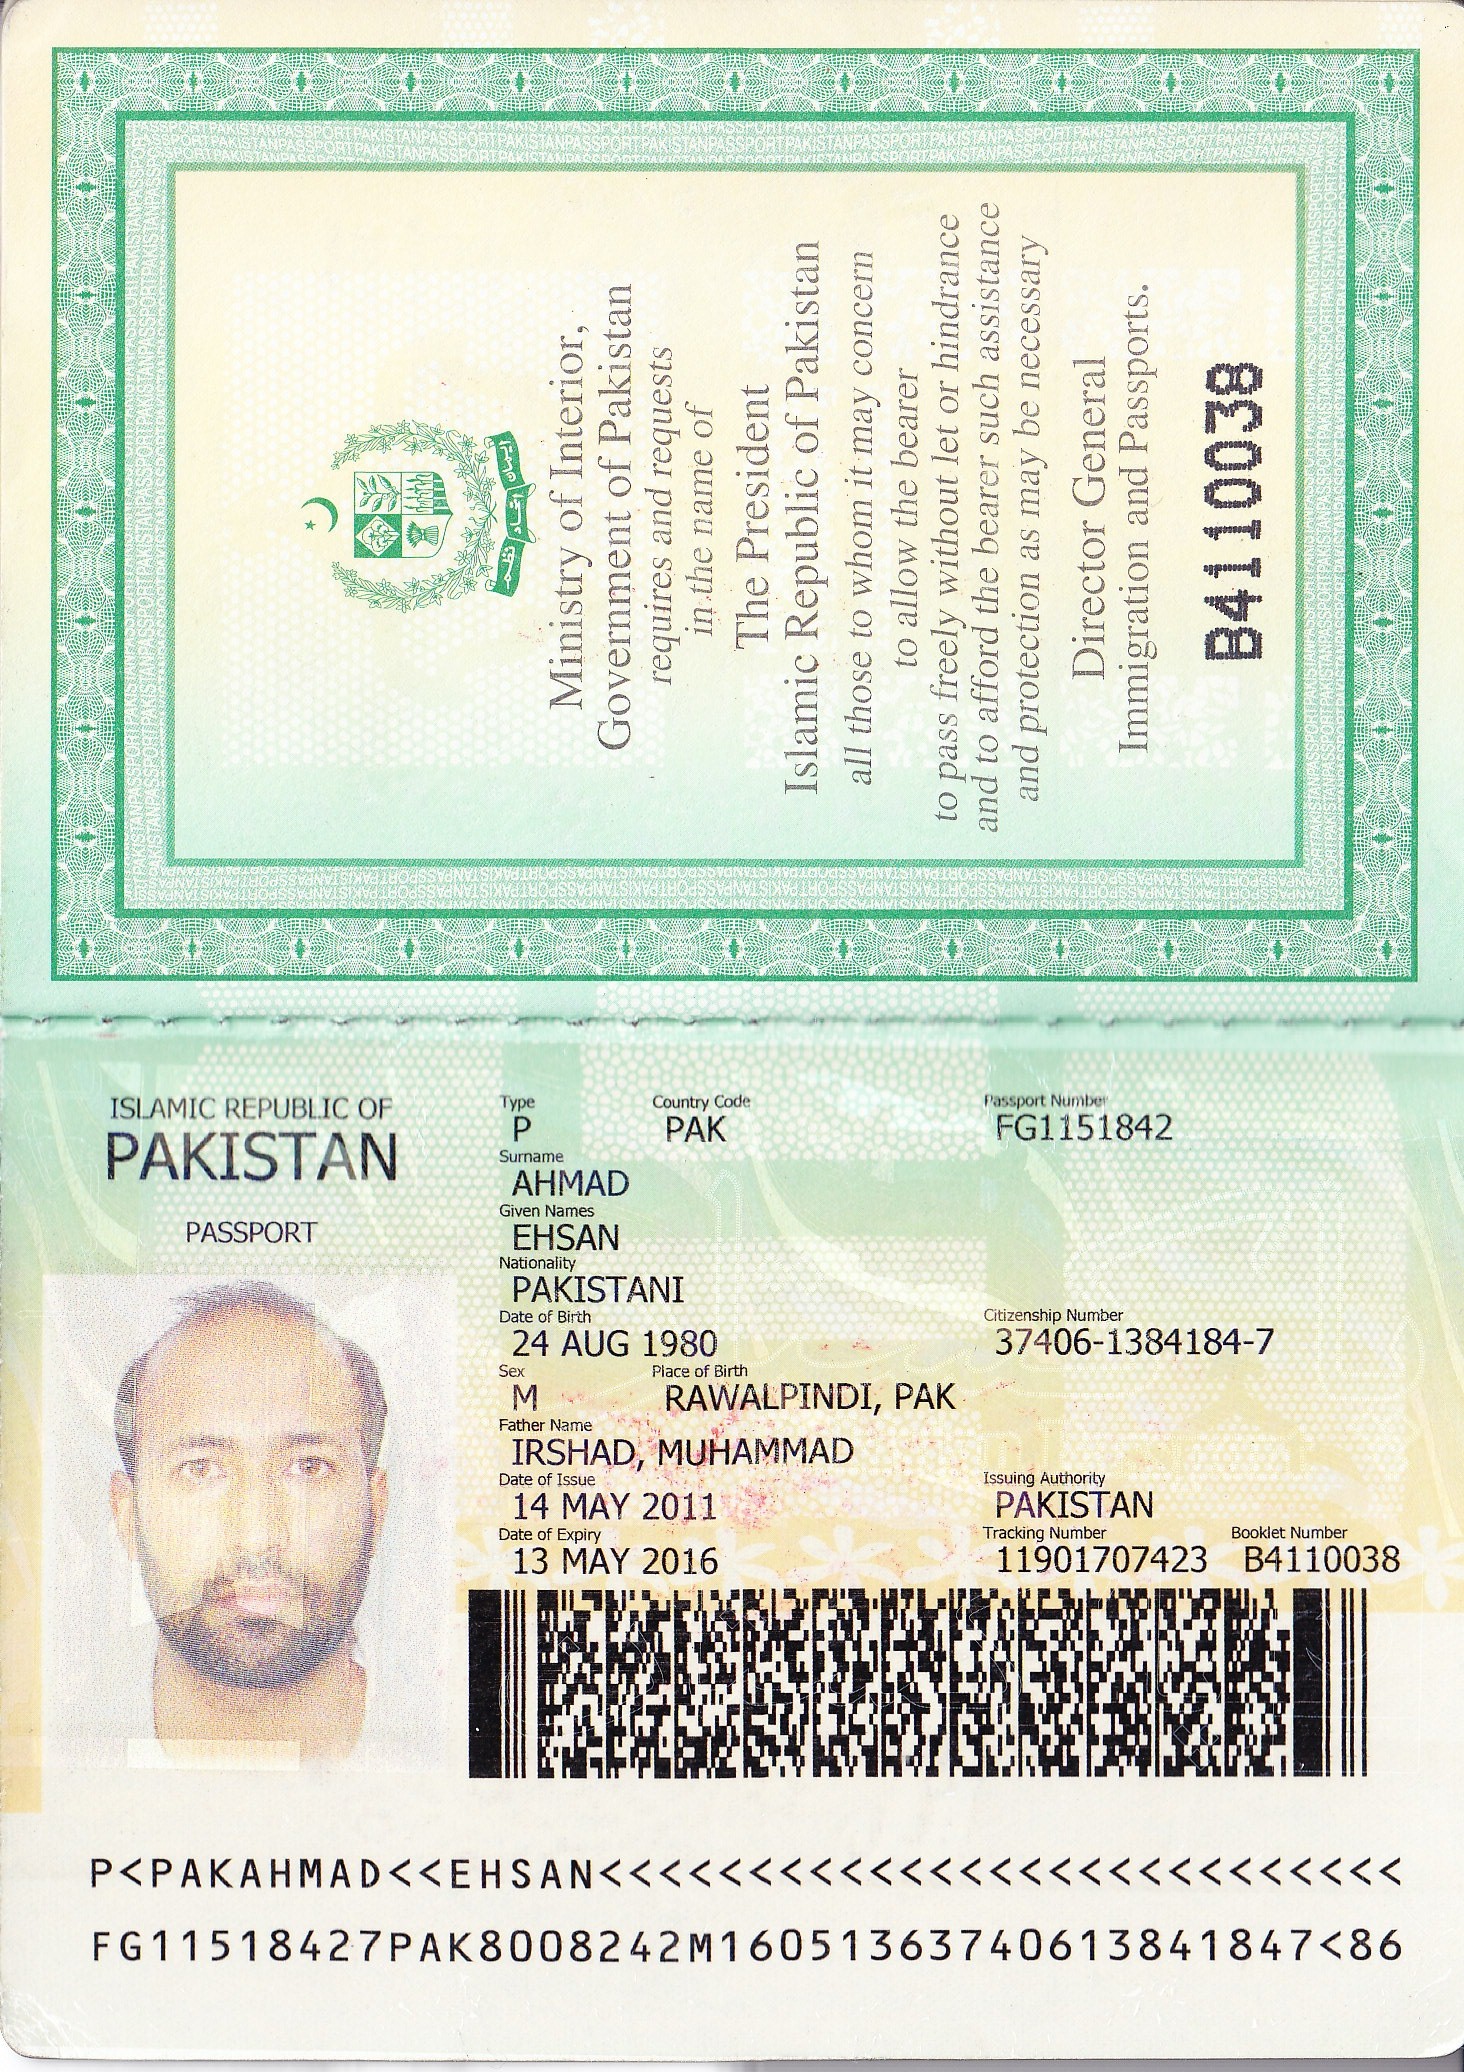 Ministry of Interior,
Government of Pakistan
requires and requests
in the name of
The President
Islamic Republic of Pakistan
all those to whom it may concern
to allow the bearer
to pass freely without let or hindrance
and to afford the bearer such assistance
and protection as may be necessary
Director General
Immigration and Passports.
B4110038
ISLAMIC REPUBLIC OF
PAKISTAN
PASSPORT
Type Country Code Passport Number
P PAK FG1151842
Surname
AHMAD
Given Names
EHSAN
Nationality
PAKISTANI
Date of Birth Citizenship Number
24 AUG 1980 37406-1384184-7
Sex Place of Birth
M RAWALPINDI, PAK
Father Name
IRSHAD, MUHAMMAD
Date of Issue Issuing Authority
14 MAY 2011 PAKISTAN
Date of Expiry Tracking Number Booklet Number
13 MAY 2016 11901707423 B4110038
P<PAKAHMAD<<EHSAN<<<<<<<<<<<<<<<<<<<<<<<<<<<
FG11518427PAK8008242M16051363740613841847<86